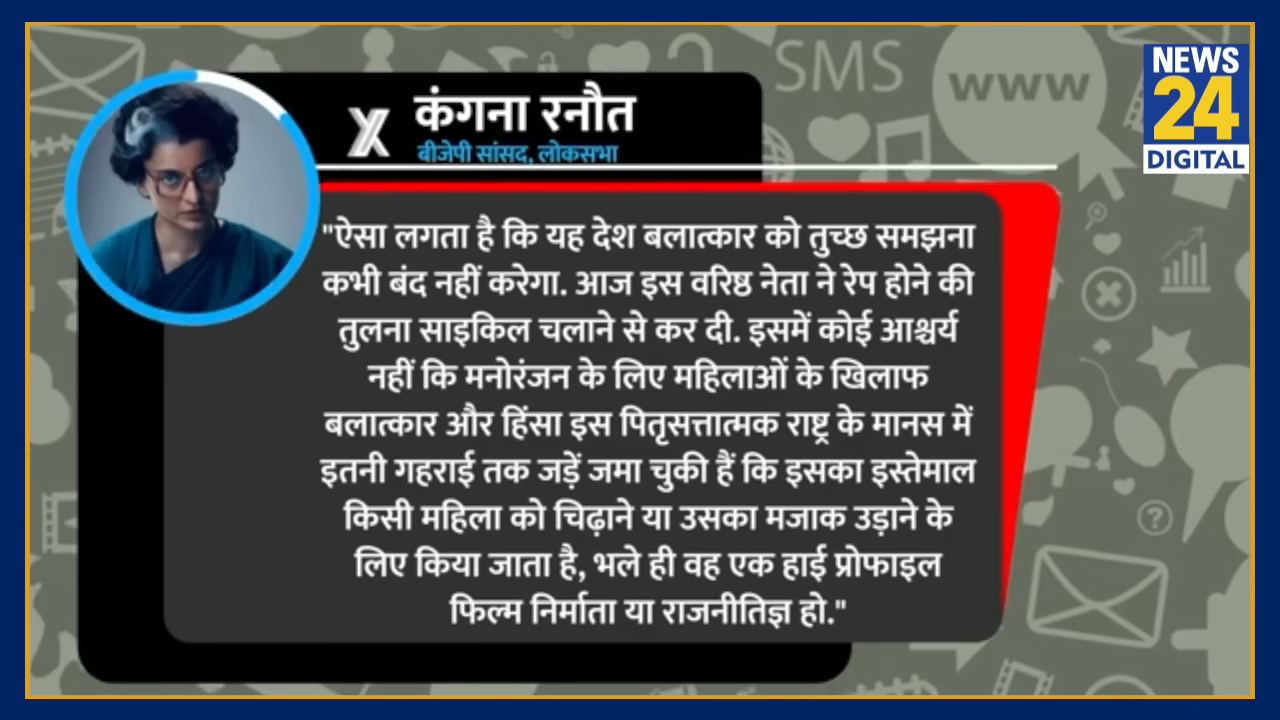 SMS
www
NEWS
24
DIGITAL
कंगना रनौत
बीजेपी सांसद, लोकसभा
"ऐसा लगता है कि यह देश बलात्कार को तुच्छ समझना
कभी बंद नहीं करेगा. आज इस वरिष्ठ नेता ने रेप होने की
तुलना साइकिल चलाने से कर दी. इसमें कोई आश्चर्य
नहीं कि मनोरंजन के लिए महिलाओं के खिलाफ
बलात्कार और हिंसा इस पितृसत्तात्मक राष्ट्र के मानस में
इतनी गहराई तक जड़ें जमा चुकी हैं कि इसका इस्तेमाल
किसी महिला को चिढ़ाने या उसका मजाक उड़ाने के
लिए किया जाता है, भले ही वह एक हाई प्रोफाइल
फिल्म निर्माता या राजनीतिज्ञ हो."